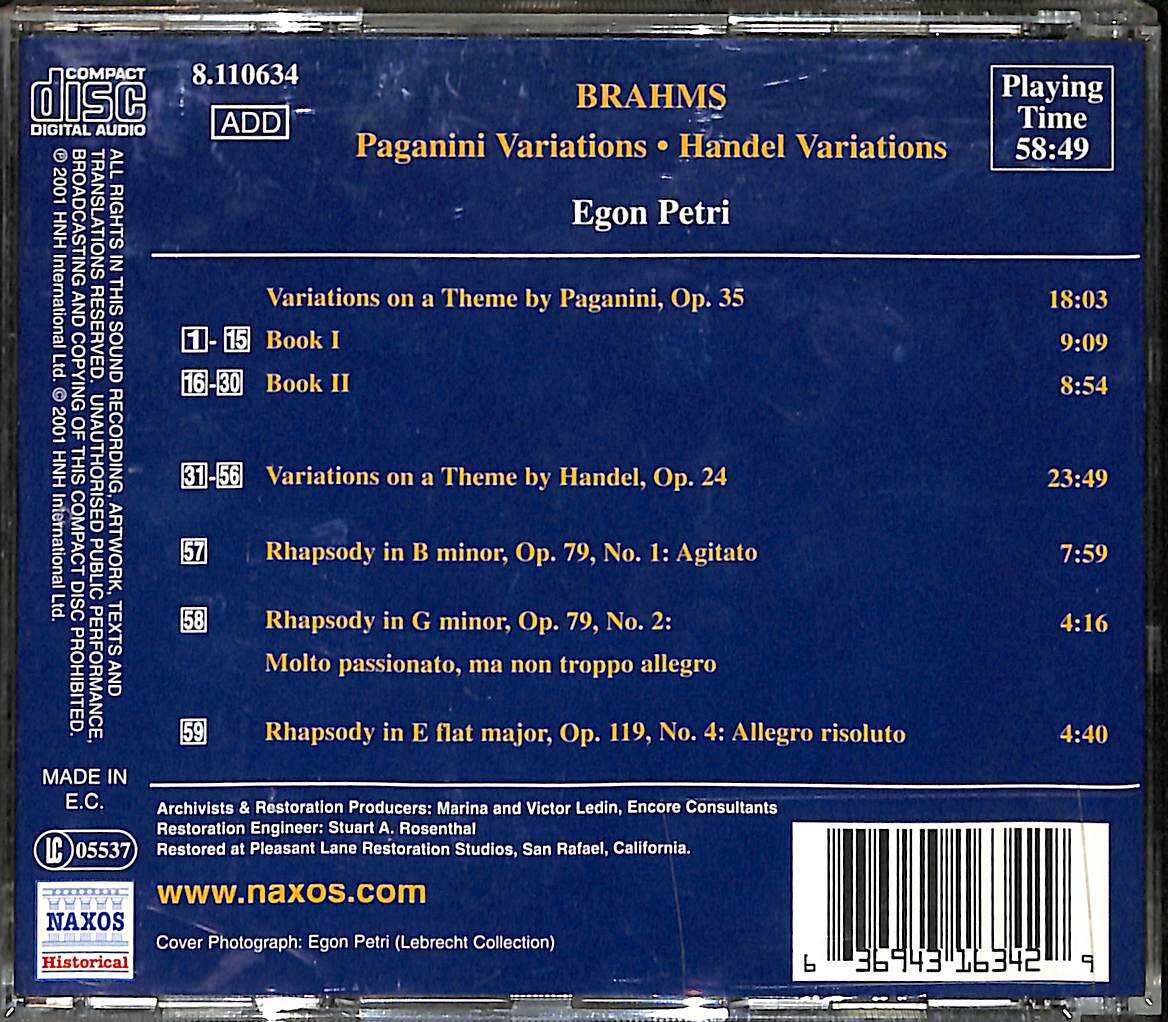 COMPACT
disc
DIGITAL AUDIO
8.110634
ADD
BRAHMS
Paganini Variations • Handel Variations
Egon Petri
Playing
Time
58:49
ALL RIGHTS IN THIS SOUND RECORDING, ARTWORK, TEXTS AND
TRANSLATIONS RESERVED. UNAUTHORISED PUBLIC PERFORMANCE,
BROADCASTING AND COPYING OF THIS COMPACT DISC PROHIBITED.
℗ 2001 HNH International Ltd. © 2001 HNH International Ltd.
Variations on a Theme by Paganini, Op. 35 18:03
1 - 15 Book I 9:09
16-30 Book II 8:54
31-56 Variations on a Theme by Handel, Op. 24 23:49
57 Rhapsody in B minor, Op. 79, No. 1: Agitato 7:59
58 Rhapsody in G minor, Op. 79, No. 2: 4:16
Molto passionato, ma non troppo allegro
59 Rhapsody in E flat major, Op. 119, No. 4: Allegro risoluto 4:40
MADE IN
E.C.
LC 05537
NAXOS
Historical
Archivists & Restoration Producers: Marina and Victor Ledin, Encore Consultants
Restoration Engineer: Stuart A. Rosenthal
Restored at Pleasant Lane Restoration Studios, San Rafael, California.
www.naxos.com
Cover Photograph: Egon Petri (Lebrecht Collection)
6 36943 16342 9